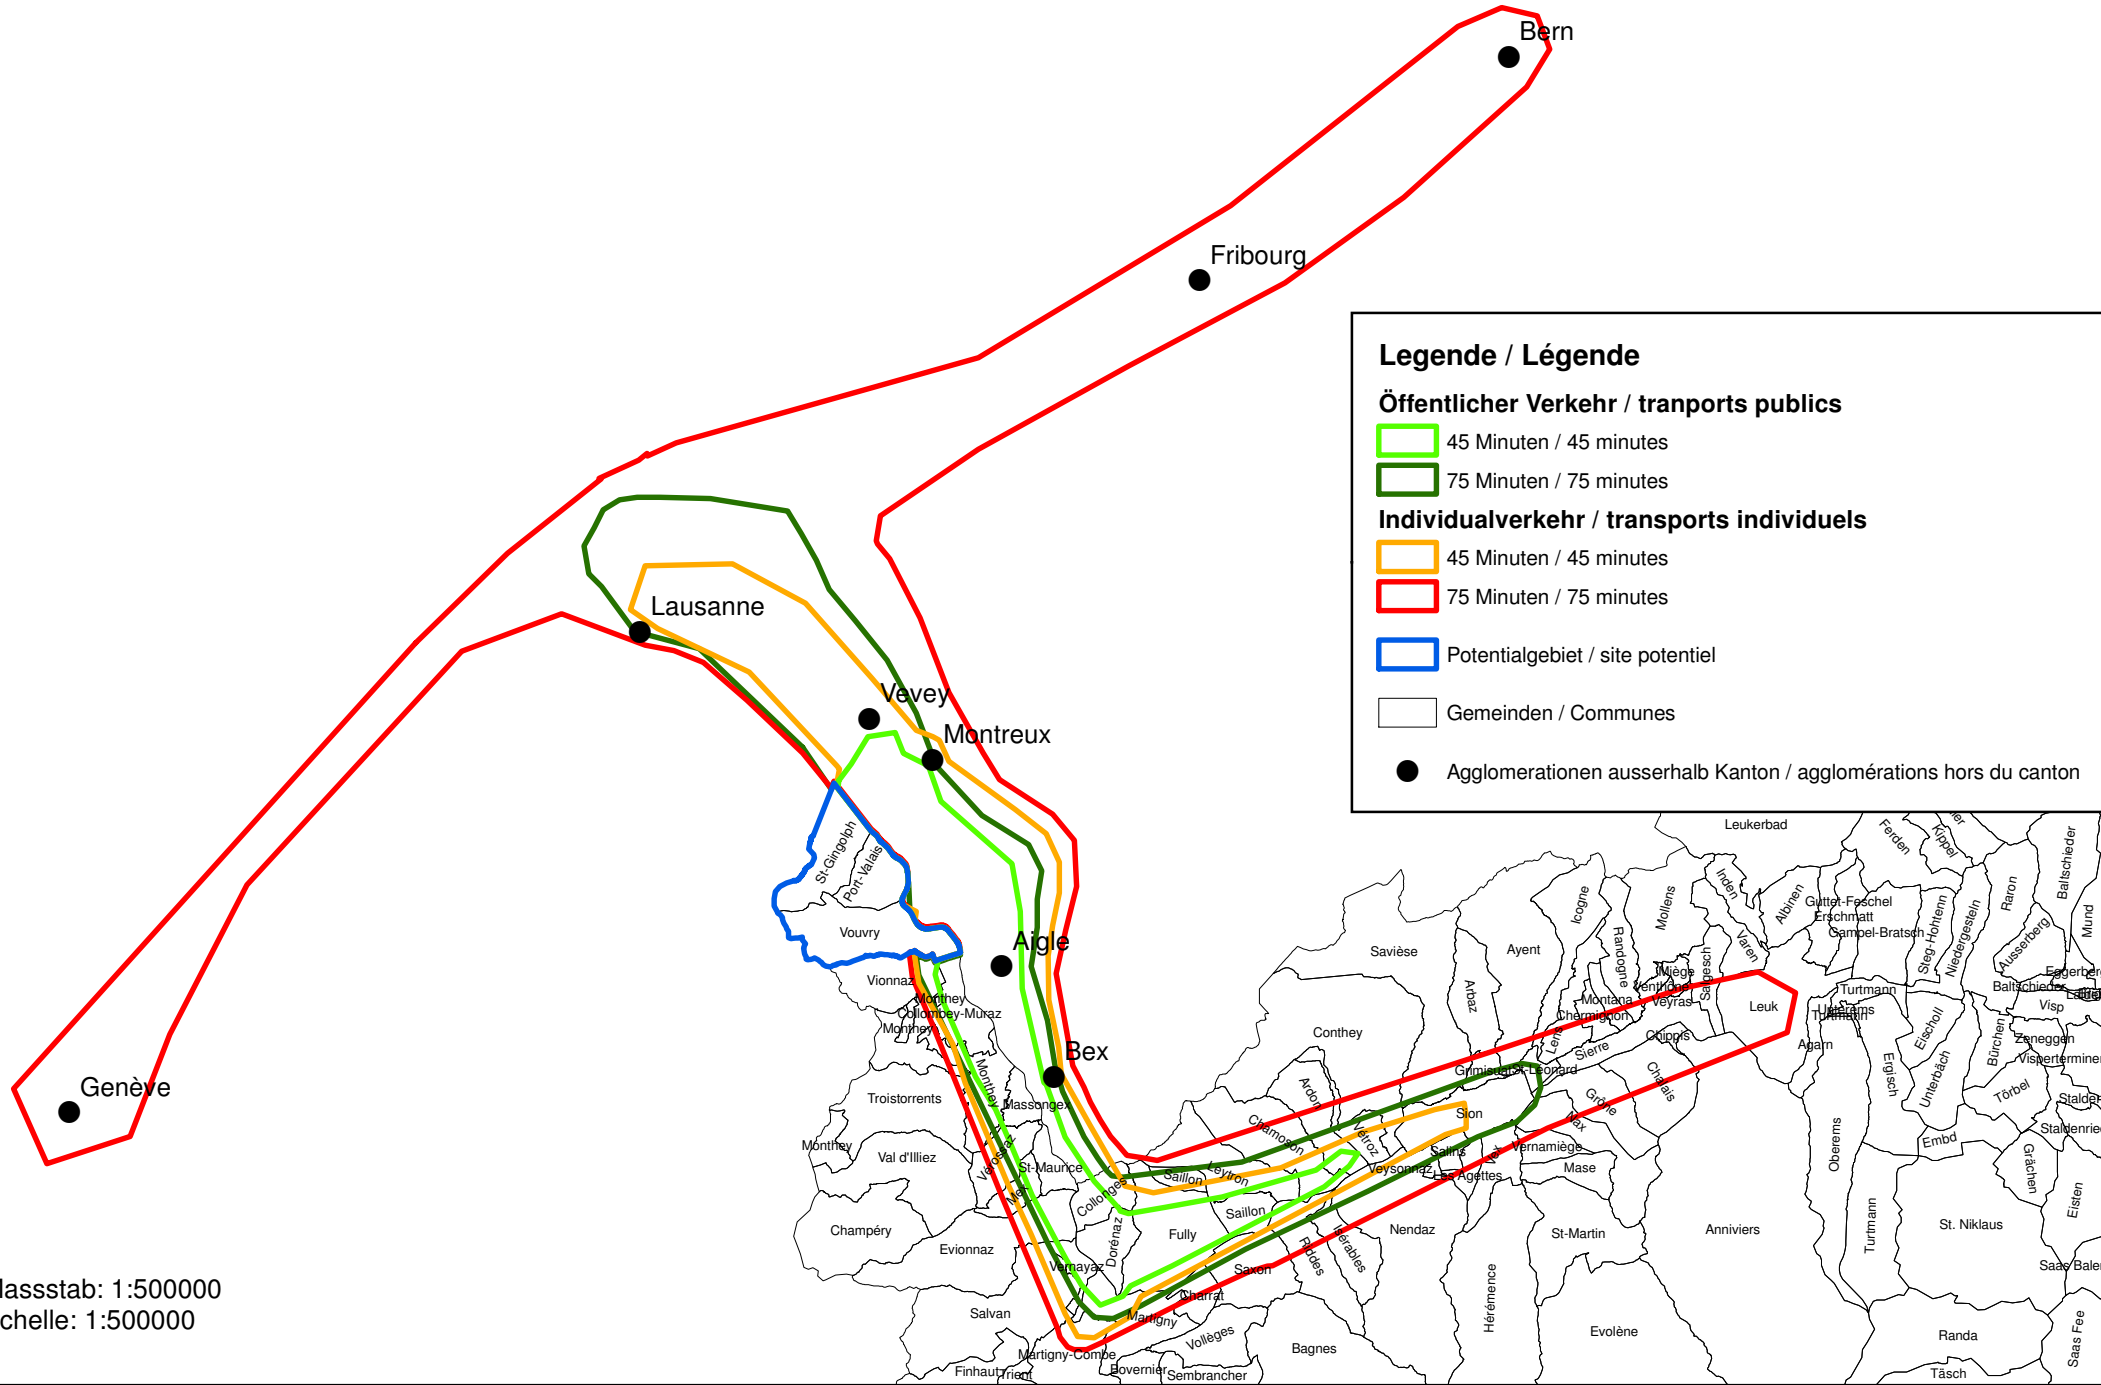 Bern
Fribourg
Legende / Légende
Öffentlicher Verkehr / tranports publics
45 Minuten / 45 minutes
75 Minuten / 75 minutes
Individualverkehr / transports individuels
45 Minuten / 45 minutes
75 Minuten / 75 minutes
Potentialgebiet / site potentiel
Gemeinden / Communes
Agglomerationen ausserhalb Kanton / agglomérations hors du canton
Lausanne
Vevey
Montreux
Aigle
Bex
Genève
St-Gingolph
Port-Valais
Vouvry
Vionnaz
Monthey
Collombey-Muraz
Monthey
Monthey
Massongex
Troistorrents
Monthey
Val d'Illiez
Vérossaz
St-Maurice
Mex
Collonges
Champéry
Evionnaz
Dorénaz
Vernayaz
Fully
Salvan
Martigny
Charrat
Saxon
Martigny-Combe
Finhaut
Trient
Bovernier
Vollèges
Sembrancher
Bagnes
Saillon
Leytron
Saillon
Riddes
Isérables
Chamoson
Ardon
Vétroz
Conthey
Savièse
Arbaz
Ayent
Icogne
Lens
Grimisuat
St-Léonard
Sion
Salins
Veysonnaz
Les Agettes
Vex
Nendaz
Hérémence
Vernamiège
Mase
Nax
St-Martin
Evolène
Grône
Chalais
Chippis
Sierre
Chermignon
Montana
Randogne
Mollens
Miège
Venthône
Veyras
Salgesch
Varen
Inden
Leukerbad
Albinen
Leuk
Guttet-Feschel
Erschmatt
Gampel-Bratsch
Turtmann
Unterems
Turtmann
Agarn
Oberems
Ergisch
Turtmann
Anniviers
Ferden
Kippel
Steg-Hohtenn
Niedergesteln
Raron
Ausserberg
Baltschieder
Mund
Eggerberg
Baltschieder
Visp
Zeneggen
Visperterminen
Eischoll
Unterbäch
Bürchen
Törbel
Embd
Grächen
Staldenried
Eisten
St. Niklaus
Randa
Täsch
Saas Fee
lassstab: 1:500000
chelle: 1:500000